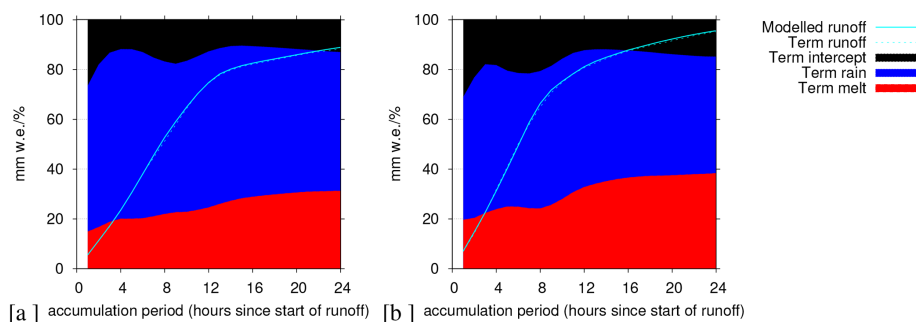 100
80
60
40
20
0
mm w.e./%
0 4 8 12 16 20 24
[a ] accumulation period (hours since start of runoff)
100
80
60
40
20
0
mm w.e./%
0 4 8 12 16 20 24
[b ] accumulation period (hours since start of runoff)
Modelled runoff
Term runoff
Term intercept
Term rain
Term melt